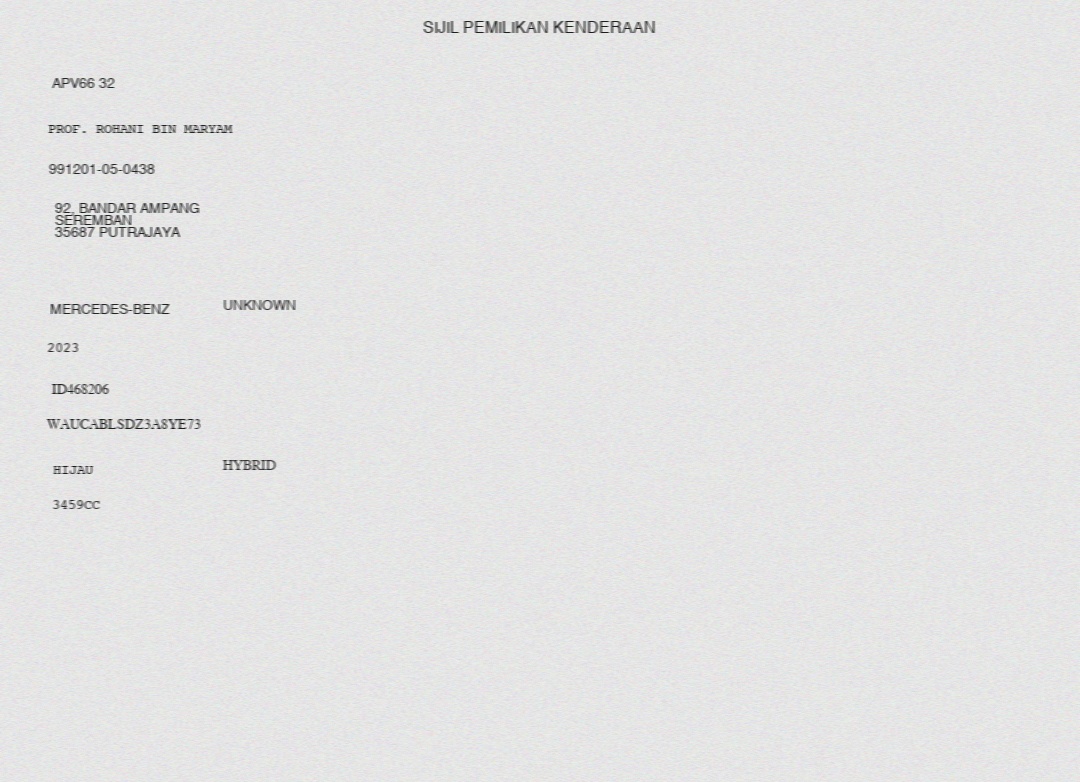 SIJIL PEMILIKAN KENDERAAN
APV66 32
PROF. ROHANI BIN MARYAM
991201-05-0438
92, BANDAR AMPANG
SEREMBAN
35687 PUTRAJAYA
MERCEDES-BENZ UNKNOWN
2023
ID468206
WAUCABLSDZ3A8YE73
HIJAU HYBRID
3459CC